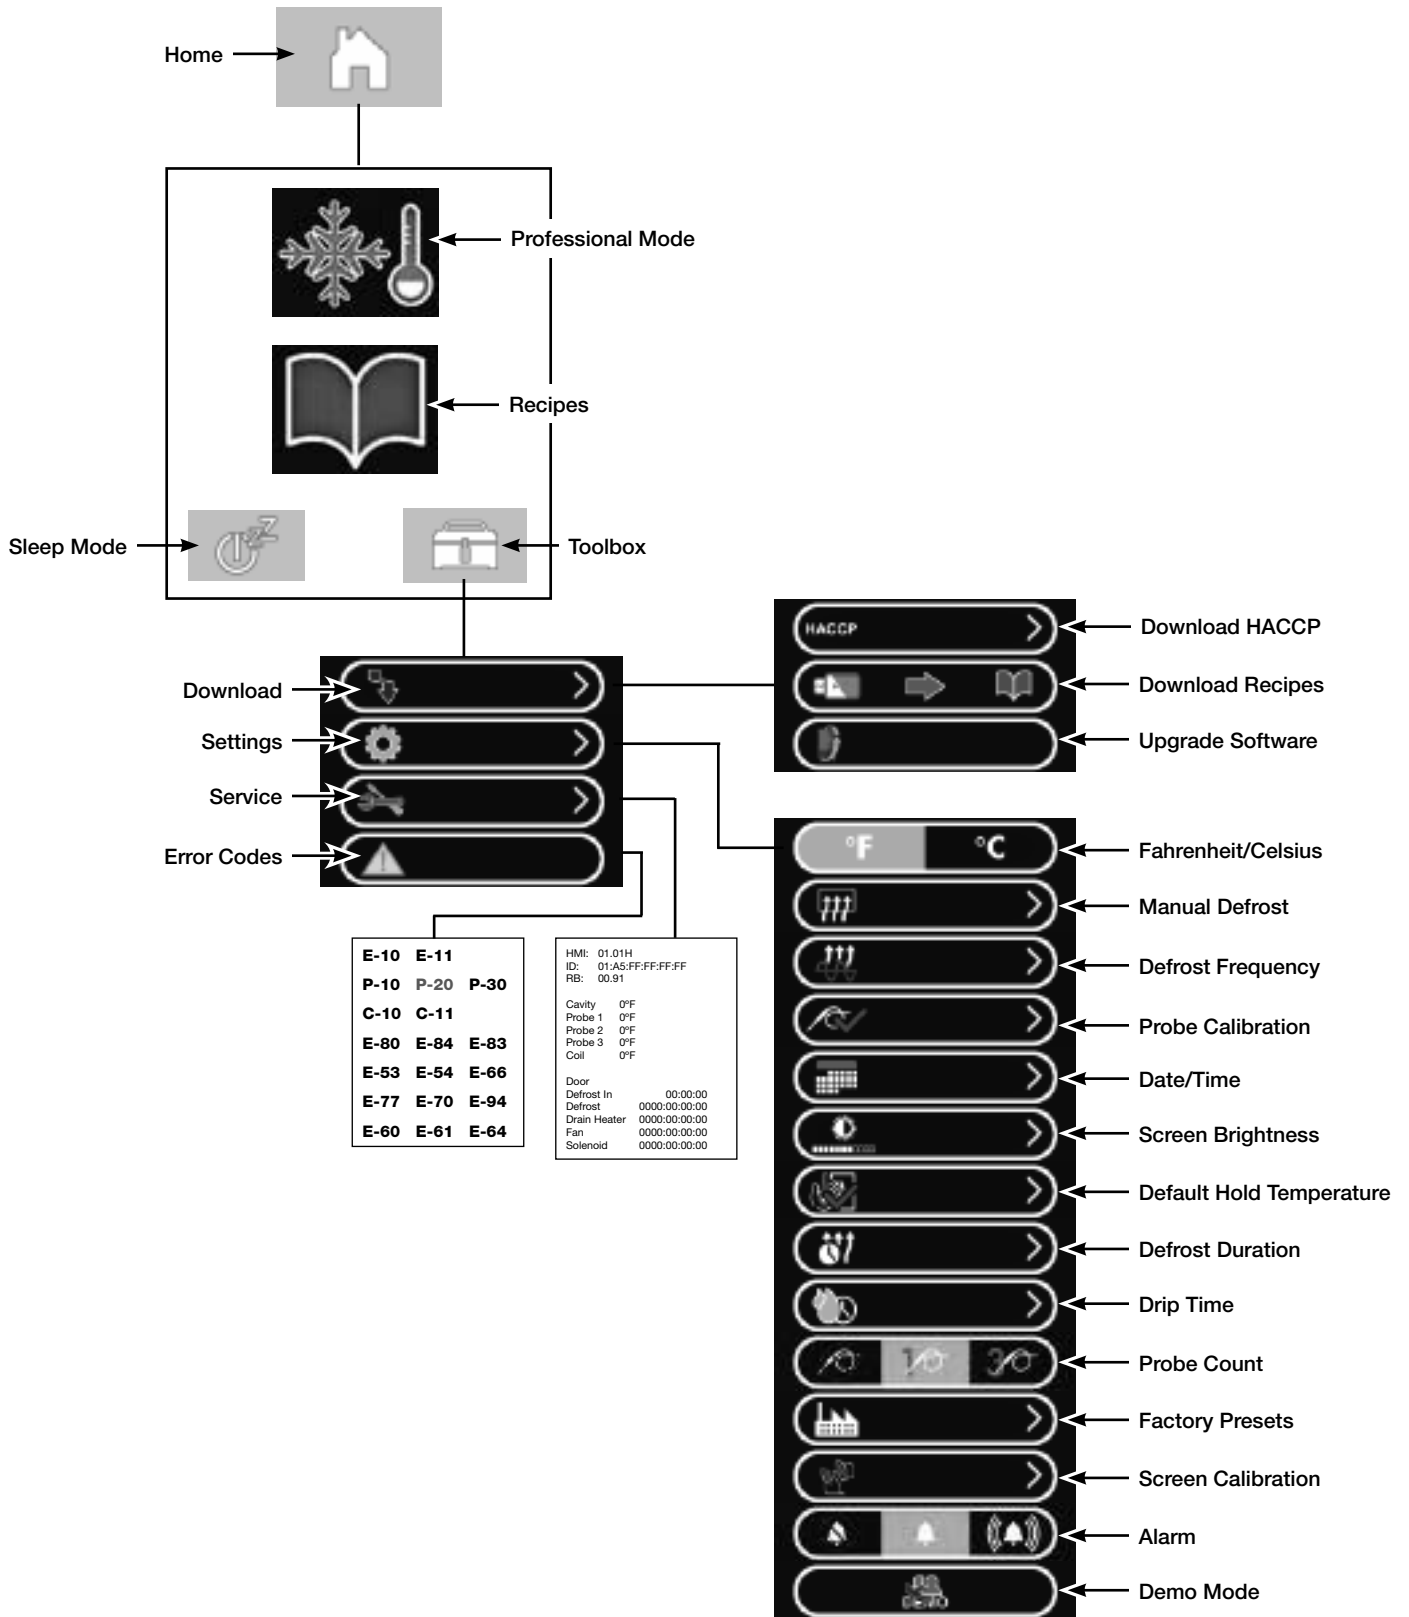 Home
Professional Mode
Recipes
Sleep Mode
Toolbox
Download
Settings
Service
Error Codes
HACCP
Download HACCP
Download Recipes
Upgrade Software
°F °C
Fahrenheit/Celsius
Manual Defrost
Defrost Frequency
Probe Calibration
Date/Time
Screen Brightness
Default Hold Temperature
Defrost Duration
Drip Time
1 3
Probe Count
Factory Presets
Screen Calibration
Alarm
DEMO
Demo Mode
E-10 E-11
P-10 P-20 P-30
C-10 C-11
E-80 E-84 E-83
E-53 E-54 E-66
E-77 E-70 E-94
E-60 E-61 E-64
HMI: 01.01H
ID: 01:A5:FF:FF:FF:FF
RB: 00.91
Cavity 0°F
Probe 1 0°F
Probe 2 0°F
Probe 3 0°F
Coil 0°F
Door
Defrost In 00:00:00
Defrost 0000:00:00:00
Drain Heater 0000:00:00:00
Fan 0000:00:00:00
Solenoid 0000:00:00:00